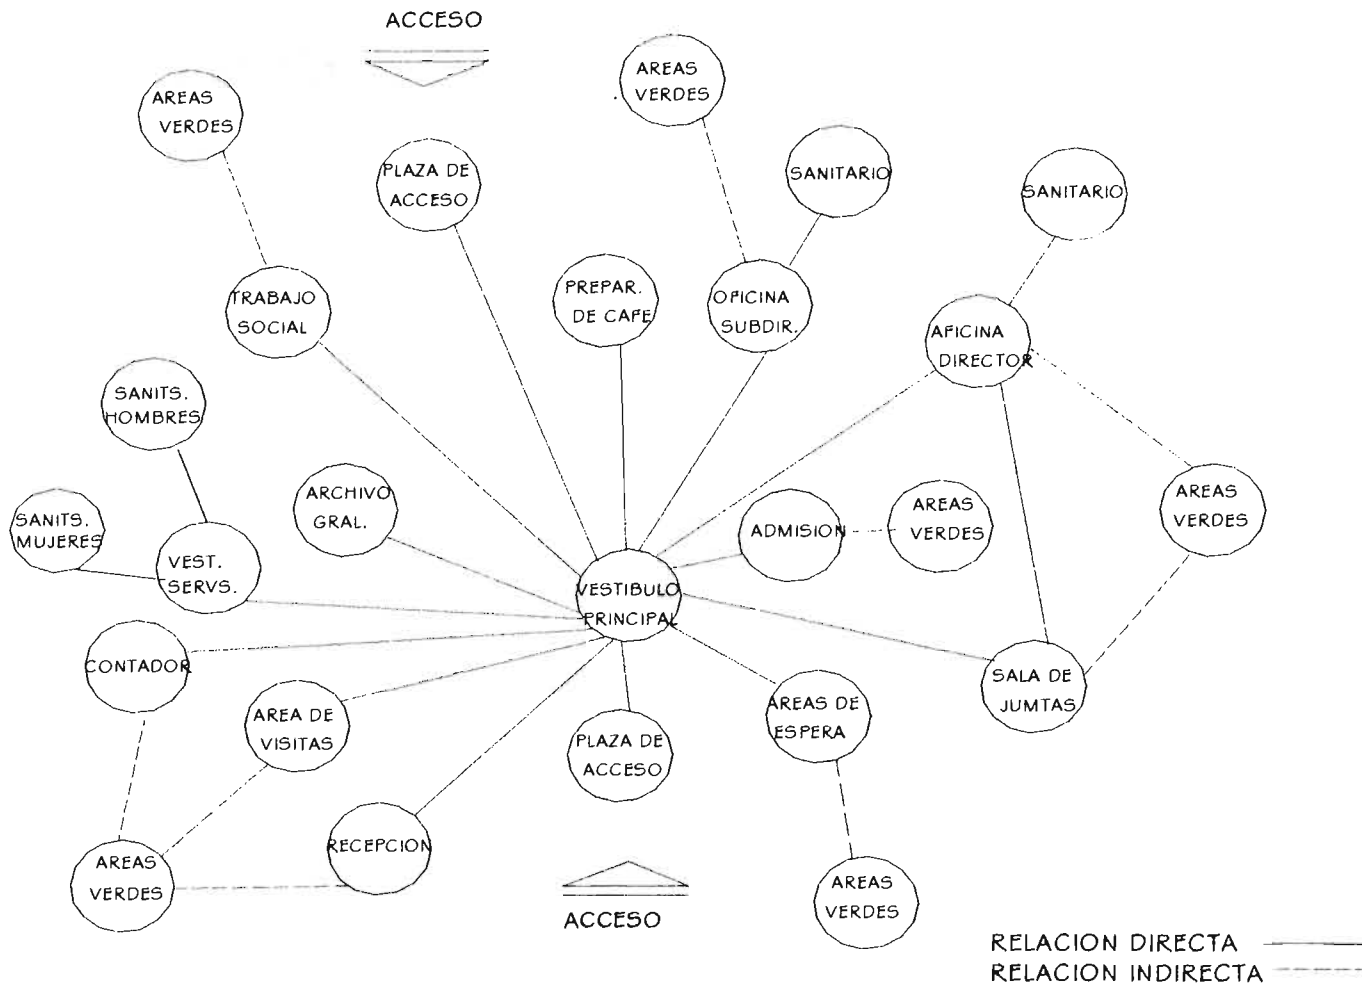 ACCESO
AREAS
VERDES
AREAS
VERDES
PLAZA DE
ACCESO
SANITARIO
SANITARIO
TRABAJO
SOCIAL
PREPAR.
DE CAFE
OFICINA
SUBDIR.
AFICINA
DIRECTOR
SANITS.
HOMBRES
ARCHIVO
GRAL.
SANITS.
MUJERES
VEST.
SERVS.
ADMISION
AREAS
VERDES
AREAS
VERDES
VESTIBULO
PRINCIPAL
CONTADOR
AREA DE
VISITAS
PLAZA DE
ACCESO
AREAS DE
ESPERA
SALA DE
JUMTAS
AREAS
VERDES
RECEPCION
AREAS
VERDES
ACCESO
RELACION DIRECTA
RELACION INDIRECTA